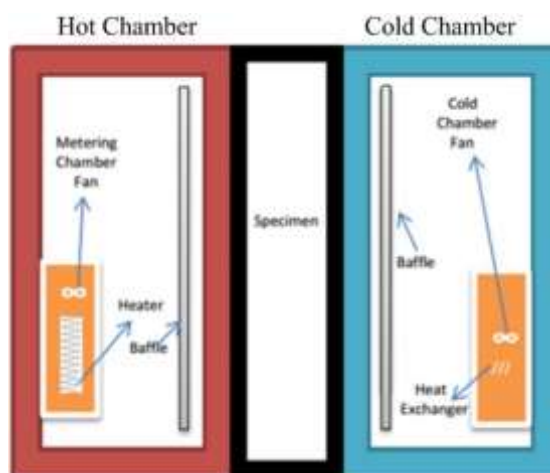 Hot Chamber
Cold Chamber
Metering
Chamber
Fan
Heater
Baffle
Specimen
Cold
Chamber
Fan
Baffle
Heat
Exchanger